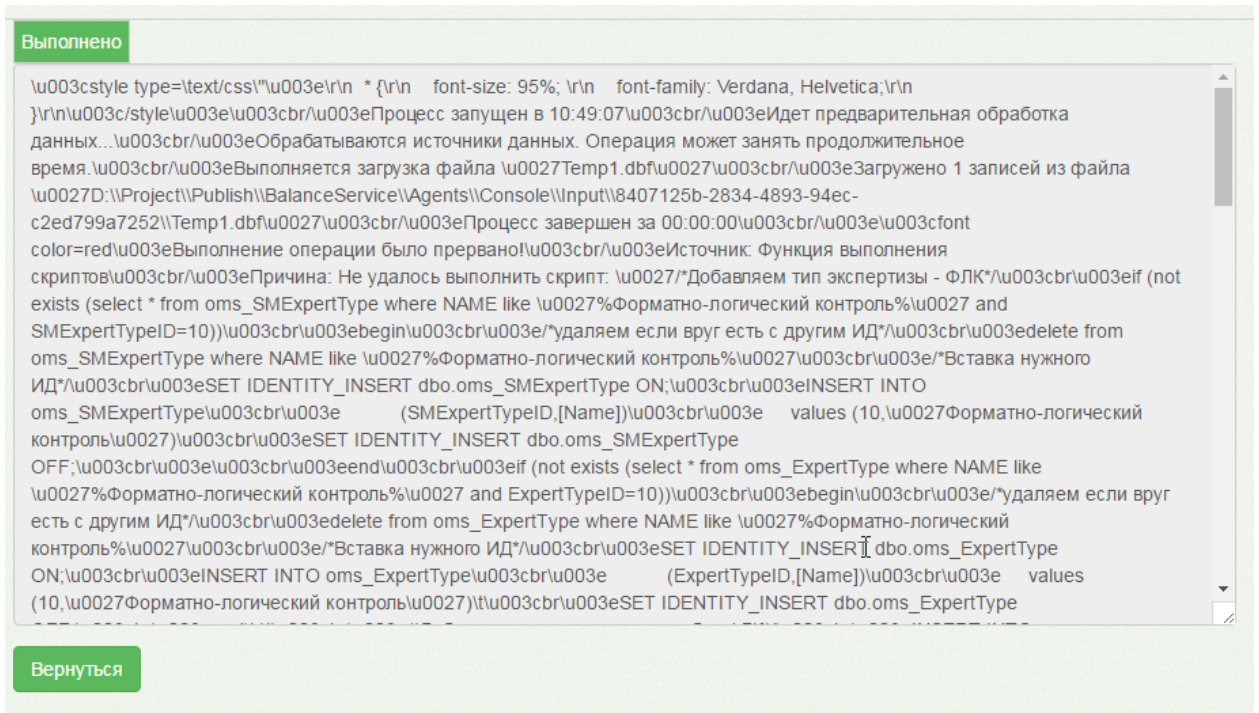 Выполнено
\u003cstyle type=\text/css\"\u003e\r\n  * {\r\n    font-size: 95%; \r\n    font-family: Verdana, Helvetica;\r\n
}\r\n\u003c/style\u003e\u003cbr/\u003eПроцесс запущен в 10:49:07\u003cbr/\u003eИдет предварительная обработка
данных...\u003cbr/\u003eОбрабатываются источники данных. Операция может занять продолжительное
время.\u003cbr/\u003eВыполняется загрузка файла \u0027Temp1.dbf\u0027\u003cbr/\u003eЗагружено 1 записей из файла
\u0027D:\\Project\\Publish\\BalanceService\\Agents\\Console\\Input\\8407125b-2834-4893-94ec-
c2ed799a7252\\Temp1.dbf\u0027\u003cbr/\u003eПроцесс завершен за 00:00:00\u003cbr/\u003e\u003cfont
color=red\u003eВыполнение операции было прервано!\u003cbr/\u003eИсточник: Функция выполнения
скриптов\u003cbr/\u003eПричина: Не удалось выполнить скрипт: \u0027/*Добавляем тип экспертизы - ФЛК*/\u003cbr\u003eif (not
exists (select * from oms_SMExpertType where NAME like \u0027%Форматно-логический контроль%\u0027 and
SMExpertTypeID=10))\u003cbr\u003ebegin\u003cbr\u003e/*удаляем если вруг есть с другим ИД*/\u003cbr\u003edelete from
oms_SMExpertType where NAME like \u0027%Форматно-логический контроль%\u0027\u003cbr\u003e/*Вставка нужного
ИД*/\u003cbr\u003eSET IDENTITY_INSERT dbo.oms_SMExpertType ON;\u003cbr\u003eINSERT INTO
oms_SMExpertType\u003cbr\u003e            (SMExpertTypeID,[Name])\u003cbr\u003e     values (10,\u0027Форматно-логический
контроль\u0027)\u003cbr\u003eSET IDENTITY_INSERT dbo.oms_SMExpertType
OFF;\u003cbr\u003e\u003cbr\u003eend\u003cbr\u003eif (not exists (select * from oms_ExpertType where NAME like
\u0027%Форматно-логический контроль%\u0027 and ExpertTypeID=10))\u003cbr\u003ebegin\u003cbr\u003e/*удаляем если вруг
есть с другим ИД*/\u003cbr\u003edelete from oms_ExpertType where NAME like \u0027%Форматно-логический
контроль%\u0027\u003cbr\u003e/*Вставка нужного ИД*/\u003cbr\u003eSET IDENTITY_INSERT dbo.oms_ExpertType
ON;\u003cbr\u003eINSERT INTO oms_ExpertType\u003cbr\u003e            (ExpertTypeID,[Name])\u003cbr\u003e     values
(10,\u0027Форматно-логический контроль\u0027)\t\u003cbr\u003eSET IDENTITY_INSERT dbo.oms_ExpertType
Вернуться